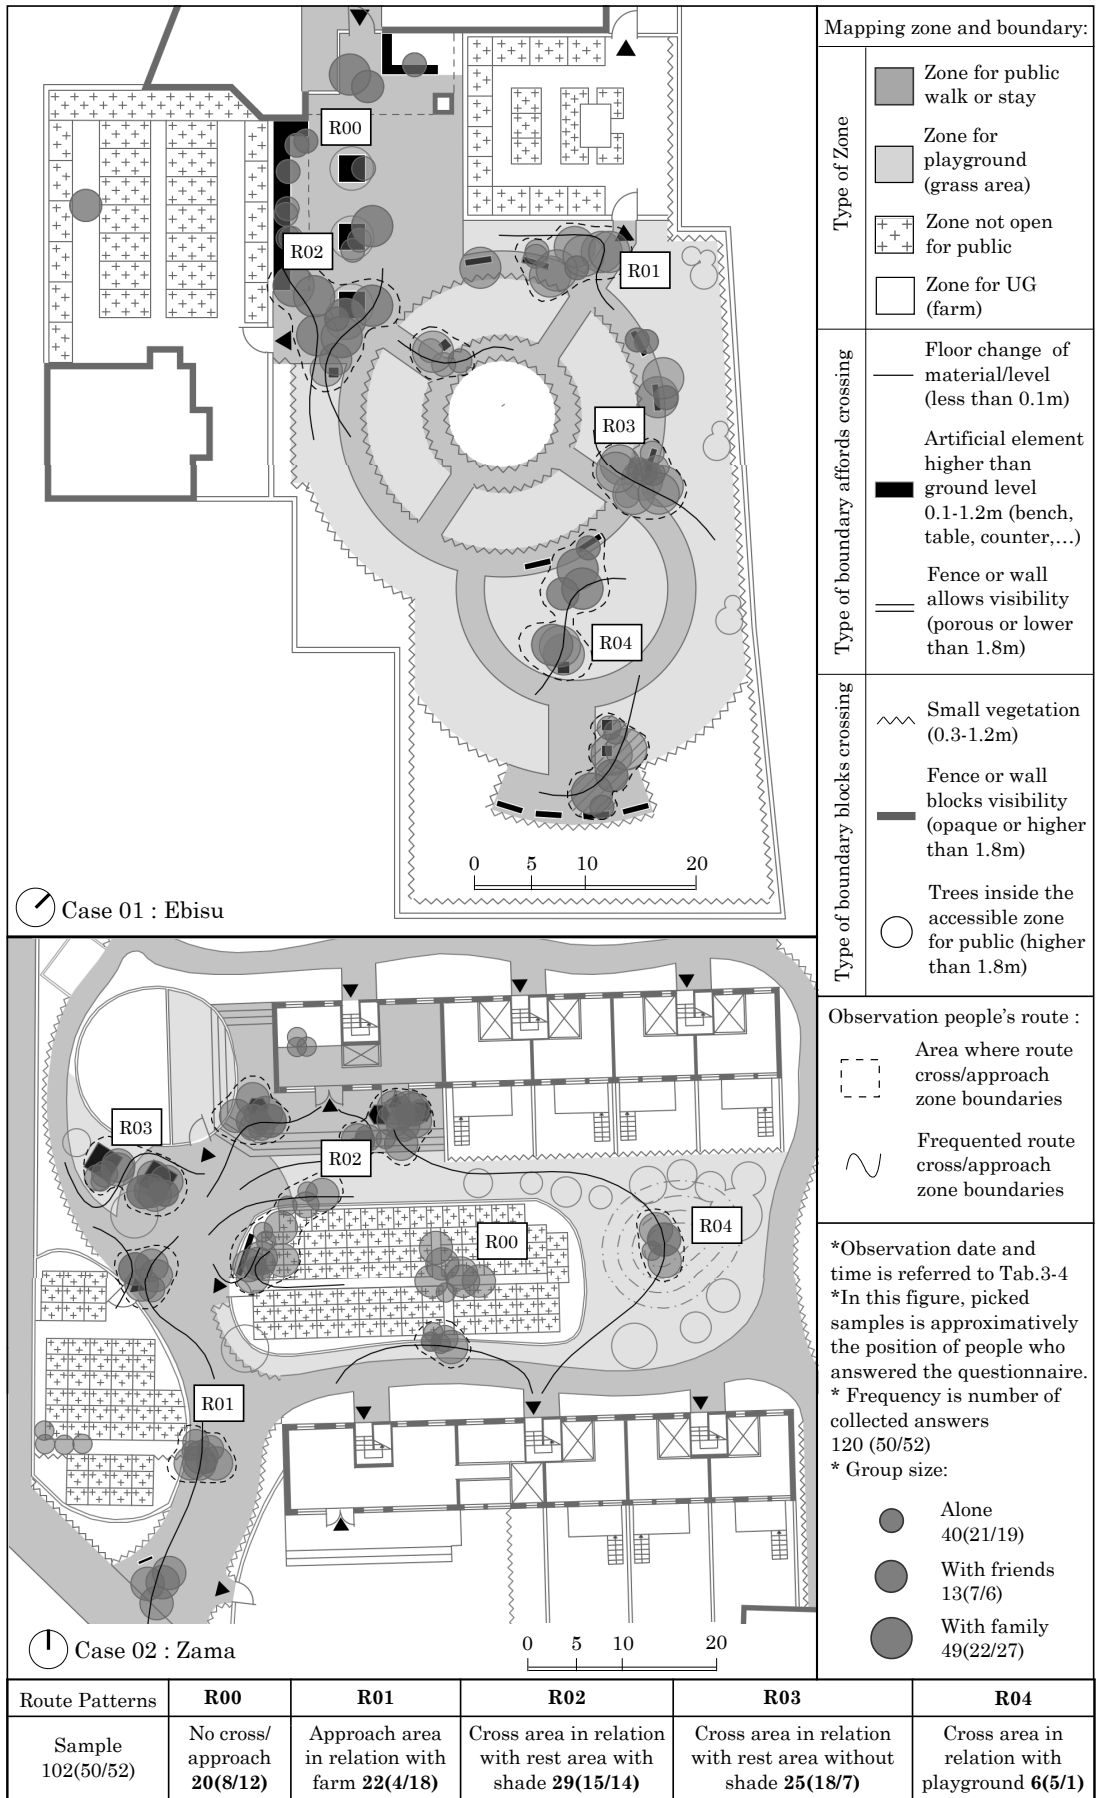 R00
R02
R01
R03
R04
0 5 10 20
Case 01 : Ebisu
R03
R02
R04
R00
R01
0 5 10 20
Case 02 : Zama
Mapping zone and boundary:
Type of Zone
Zone for public
walk or stay
Zone for
playground
(grass area)
Zone not open
for public
Zone for UG
(farm)
Type of boundary affords crossing
Floor change of
material/level
(less than 0.1m)
Artificial element
higher than
ground level
0.1-1.2m (bench,
table, counter,...)
Fence or wall
allows visibility
(porous or lower
than 1.8m)
Type of boundary blocks crossing
Small vegetation
(0.3-1.2m)
Fence or wall
blocks visibility
(opaque or higher
than 1.8m)
Trees inside the
accessible zone
for public (higher
than 1.8m)
Observation people's route :
Area where route
cross/approach
zone boundaries
Frequented route
cross/approach
zone boundaries
*Observation date and
time is referred to Tab.3-4
*In this figure, picked
samples is approximatively
the position of people who
answered the questionnaire.
* Frequency is number of
collected answers
120 (50/52)
* Group size:
Alone
40(21/19)
With friends
13(7/6)
With family
49(22/27)
Route Patterns R00 R01 R02 R03 R04
Sample
102(50/52)
No cross/
approach
20(8/12)
Approach area
in relation with
farm 22(4/18)
Cross area in relation
with rest area with
shade 29(15/14)
Cross area in relation
with rest area without
shade 25(18/7)
Cross area in
relation with
playground 6(5/1)